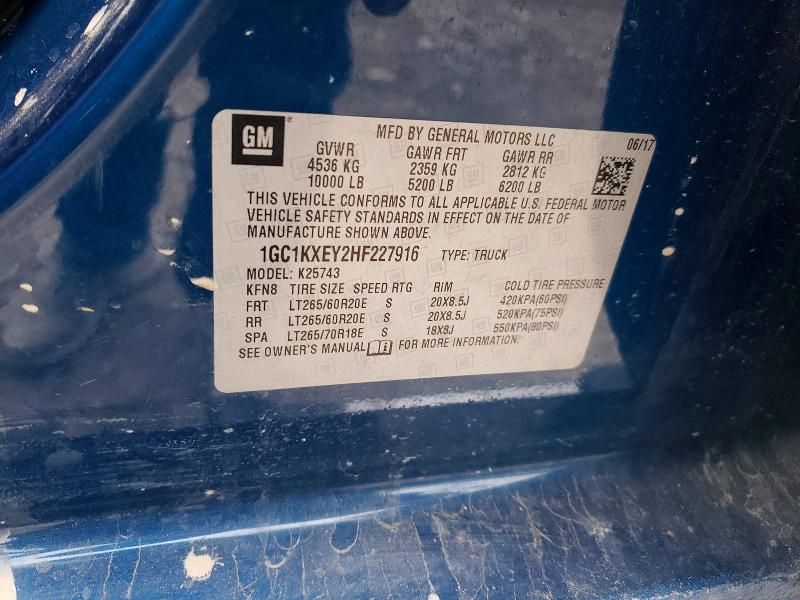 GM
MFD BY GENERAL MOTORS LLC
06/17
GVWR GAWR FRT GAWR RR
4536 KG 2359 KG 2812 KG
10000 LB 5200 LB 6200 LB
THIS VEHICLE CONFORMS TO ALL APPLICABLE U.S. FEDERAL MOTOR
VEHICLE SAFETY STANDARDS IN EFFECT ON THE DATE OF
MANUFACTURE SHOWN ABOVE.
1GC1KXEY2HF227916 TYPE: TRUCK
MODEL: K25743
KFN8 TIRE SIZE SPEED RTG RIM COLD TIRE PRESSURE
FRT LT265/60R20E S 20X8.5J 420KPA(60PSI)
RR LT265/60R20E S 20X8.5J 520KPA(75PSI)
SPA LT265/70R18E S 18X8J 550KPA(80PSI)
SEE OWNER'S MANUAL FOR MORE INFORMATION.